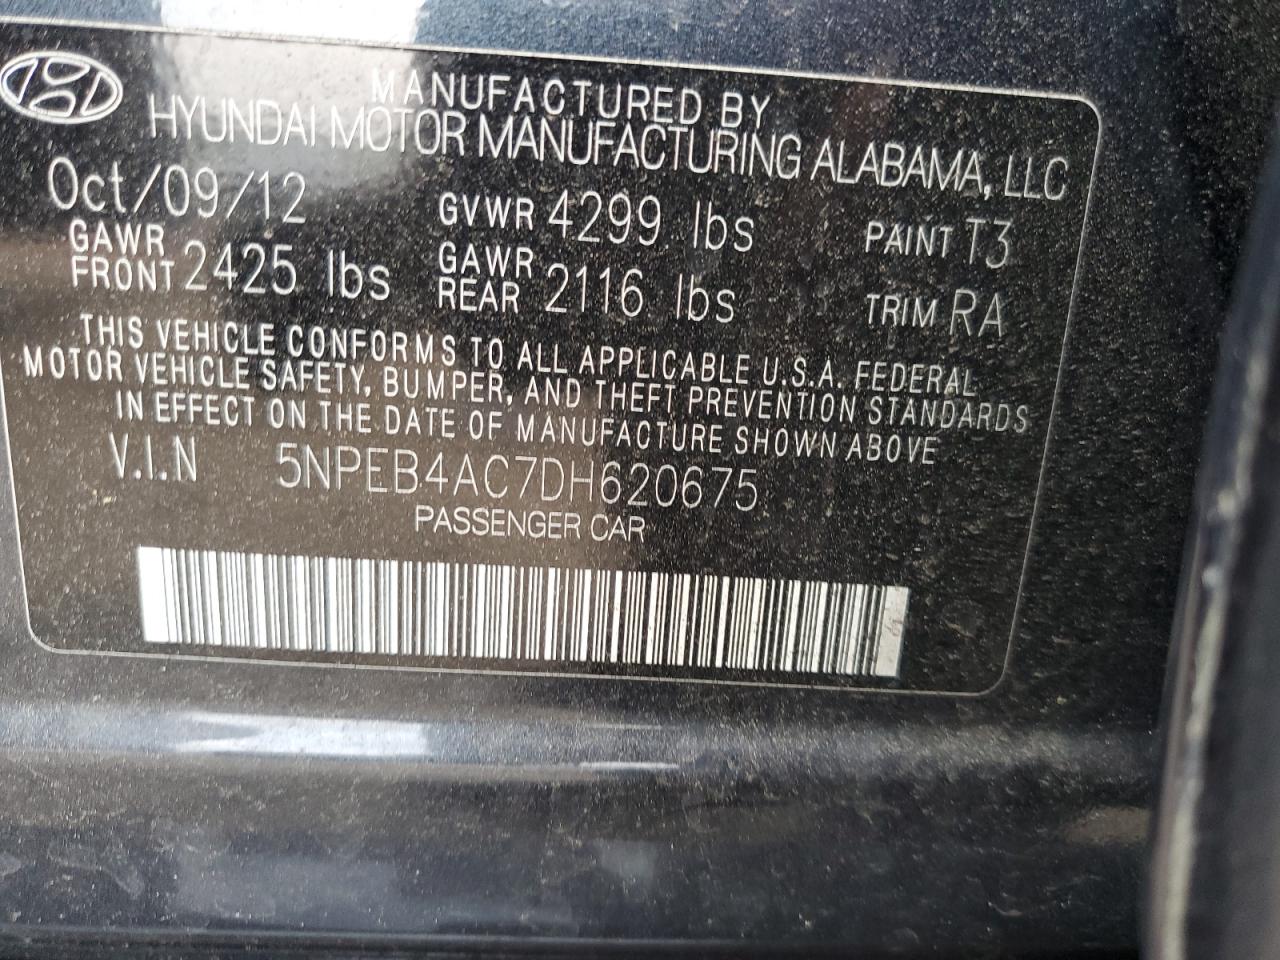 MANUFACTURED BY
HYUNDAI MOTOR MANUFACTURING ALABAMA, LLC
Oct/09/12 GVWR 4299 lbs PAINT T3
GAWR FRONT 2425 lbs GAWR REAR 2116 lbs TRIM RA
THIS VEHICLE CONFORMS TO ALL APPLICABLE U.S.A. FEDERAL
MOTOR VEHICLE SAFETY, BUMPER, AND THEFT PREVENTION STANDARDS
IN EFFECT ON THE DATE OF MANUFACTURE SHOWN ABOVE
V.I.N 5NPEB4AC7DH620675
PASSENGER CAR